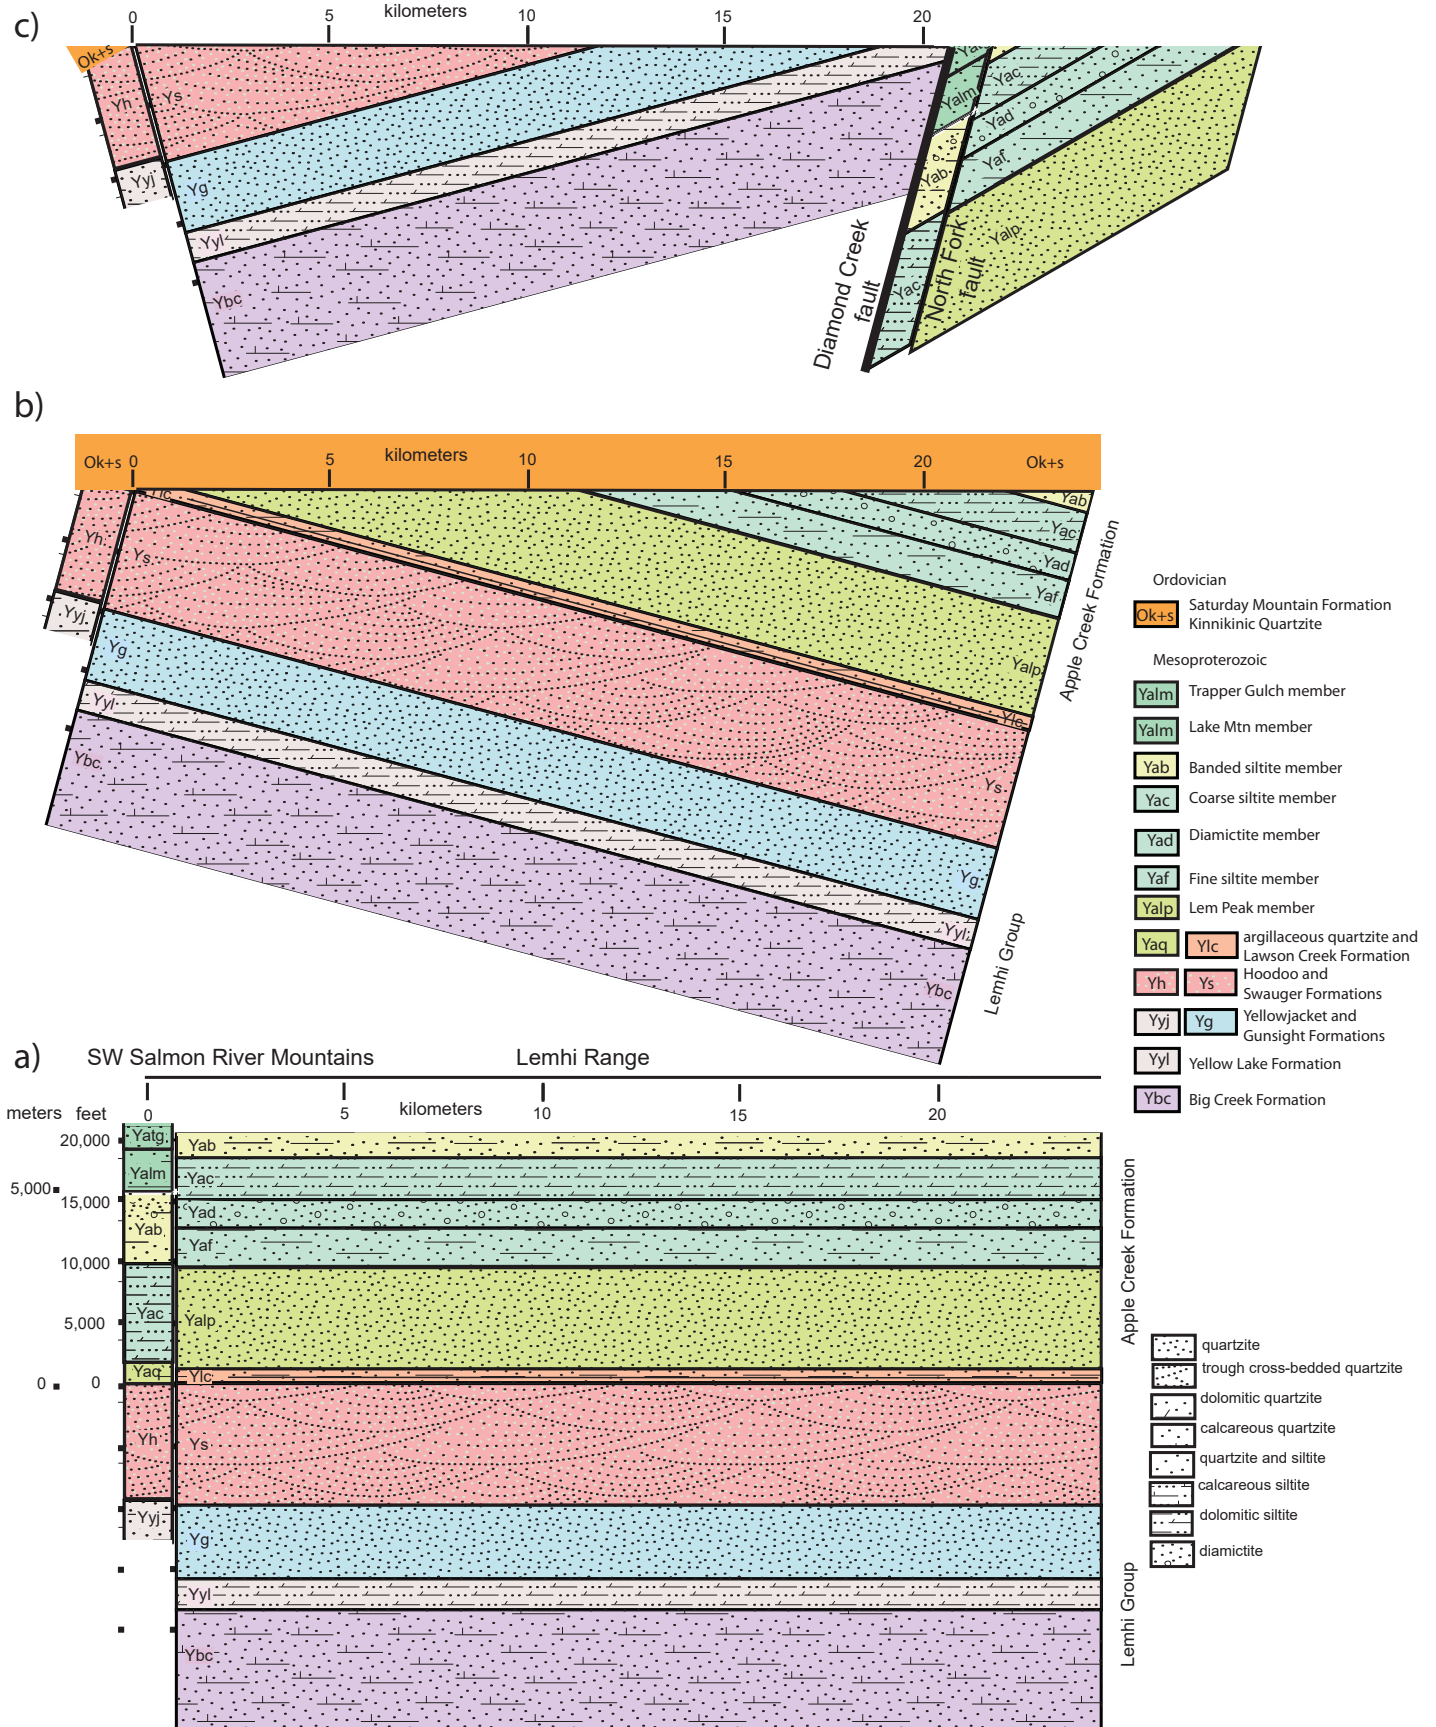 c)
0 5 kilometers 10 15 20
Ok+s
Yh
Ys
Yyj
Yg
Yyl
Ybc
Yalm
Yab
Yac
Yac
Yad
Yaf
Yalp
Diamond Creek
fault
North Fork
fault
b)
Ok+s 0 5 kilometers 10 15 20 Ok+s
Yh
Ys
Yyj
Yg
Yyl
Ybc
Yab
Yac
Yad
Yaf
Yalp
Ylc
Ys
Yg
Yyl
Ybc
Apple Creek Formation
Lemhi Group
Ordovician
Ok+s Saturday Mountain Formation
Kinnikinic Quartzite
Mesoproterozoic
Yalm Trapper Gulch member
Yalm Lake Mtn member
Yab Banded siltite member
Yac Coarse siltite member
Yad Diamictite member
Yaf Fine siltite member
Yalp Lem Peak member
Yaq Ylc argillaceous quartzite and
Lawson Creek Formation
Yh Ys Hoodoo and
Swauger Formations
Yyj Yg Yellowjacket and
Gunsight Formations
Yyl Yellow Lake Formation
Ybc Big Creek Formation
a)
SW Salmon River Mountains Lemhi Range
meters feet 0 5 kilometers 10 15 20
20,000
5,000
15,000
10,000
5,000
0 0
Yatg
Yalm
Yab
Yac
Yaq
Yh
Yyj
Yab
Yac
Yad
Yaf
Yalp
Ylc
Ys
Yg
Yyl
Ybc
Apple Creek Formation
Lemhi Group
quartzite
trough cross-bedded quartzite
dolomitic quartzite
calcareous quartzite
quartzite and siltite
calcareous siltite
dolomitic siltite
diamictite